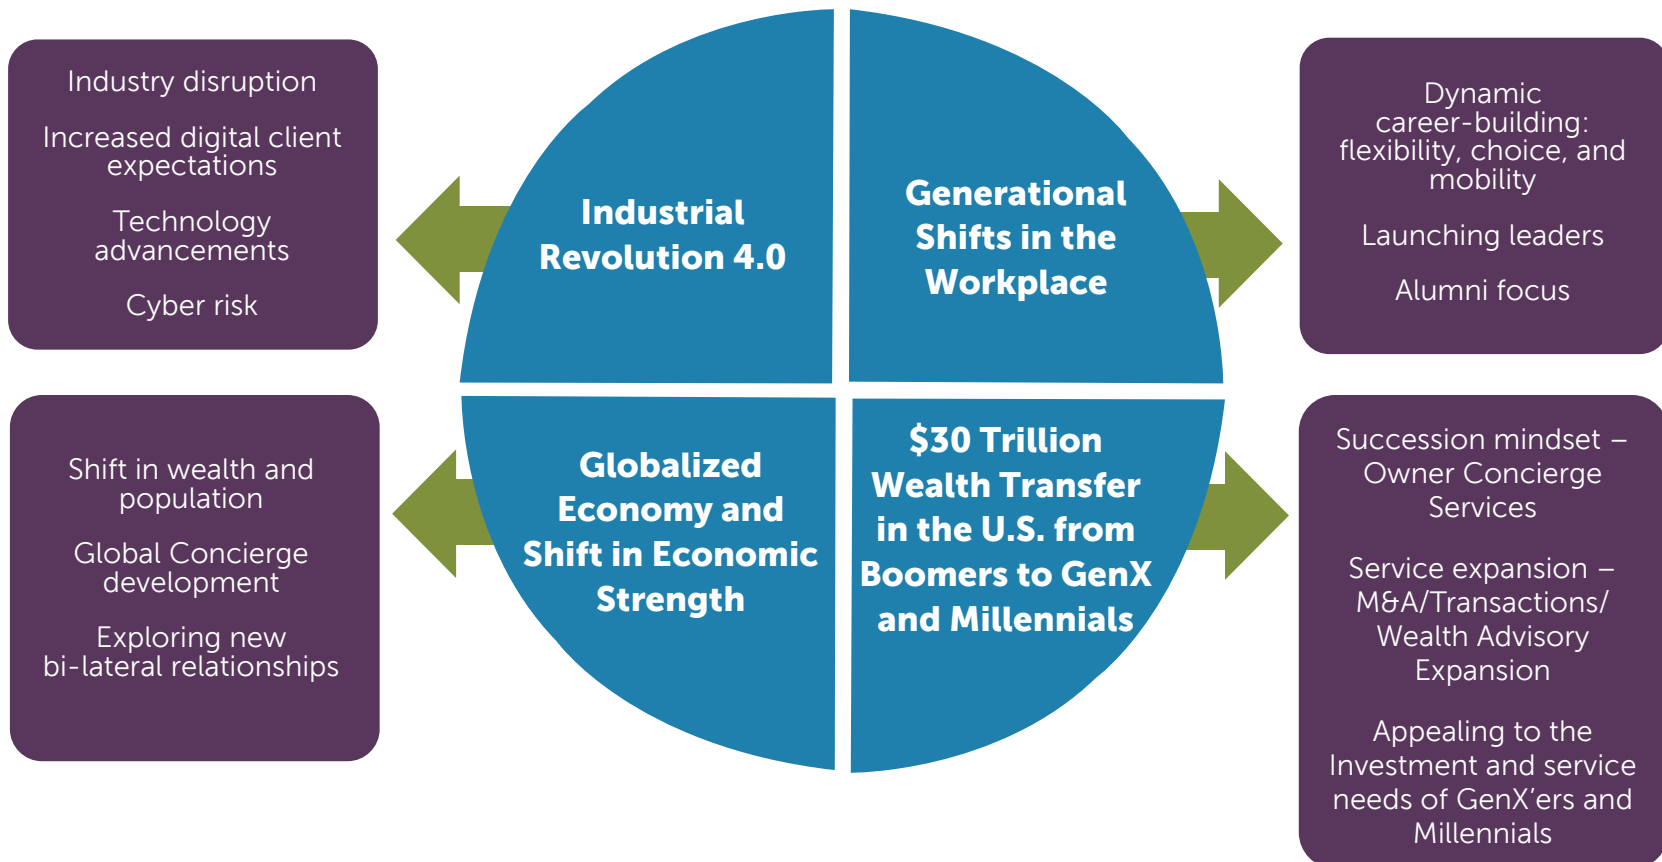 Industry disruption
Increased digital client
expectations
Technology
advancements
Cyber risk
Industrial
Revolution 4.0
Generational
Shifts in the
Workplace
Dynamic
career-building:
flexibility, choice, and
mobility
Launching leaders
Alumni focus
Shift in wealth and
population
Global Concierge
development
Exploring new
bi-lateral relationships
Globalized
Economy and
Shift in Economic
Strength
$30 Trillion
Wealth Transfer
in the U.S. from
Boomers to GenX
and Millennials
Succession mindset –
Owner Concierge
Services
Service expansion –
M&A/Transactions/
Wealth Advisory
Expansion
Appealing to the
Investment and service
needs of GenX’ers and
Millennials